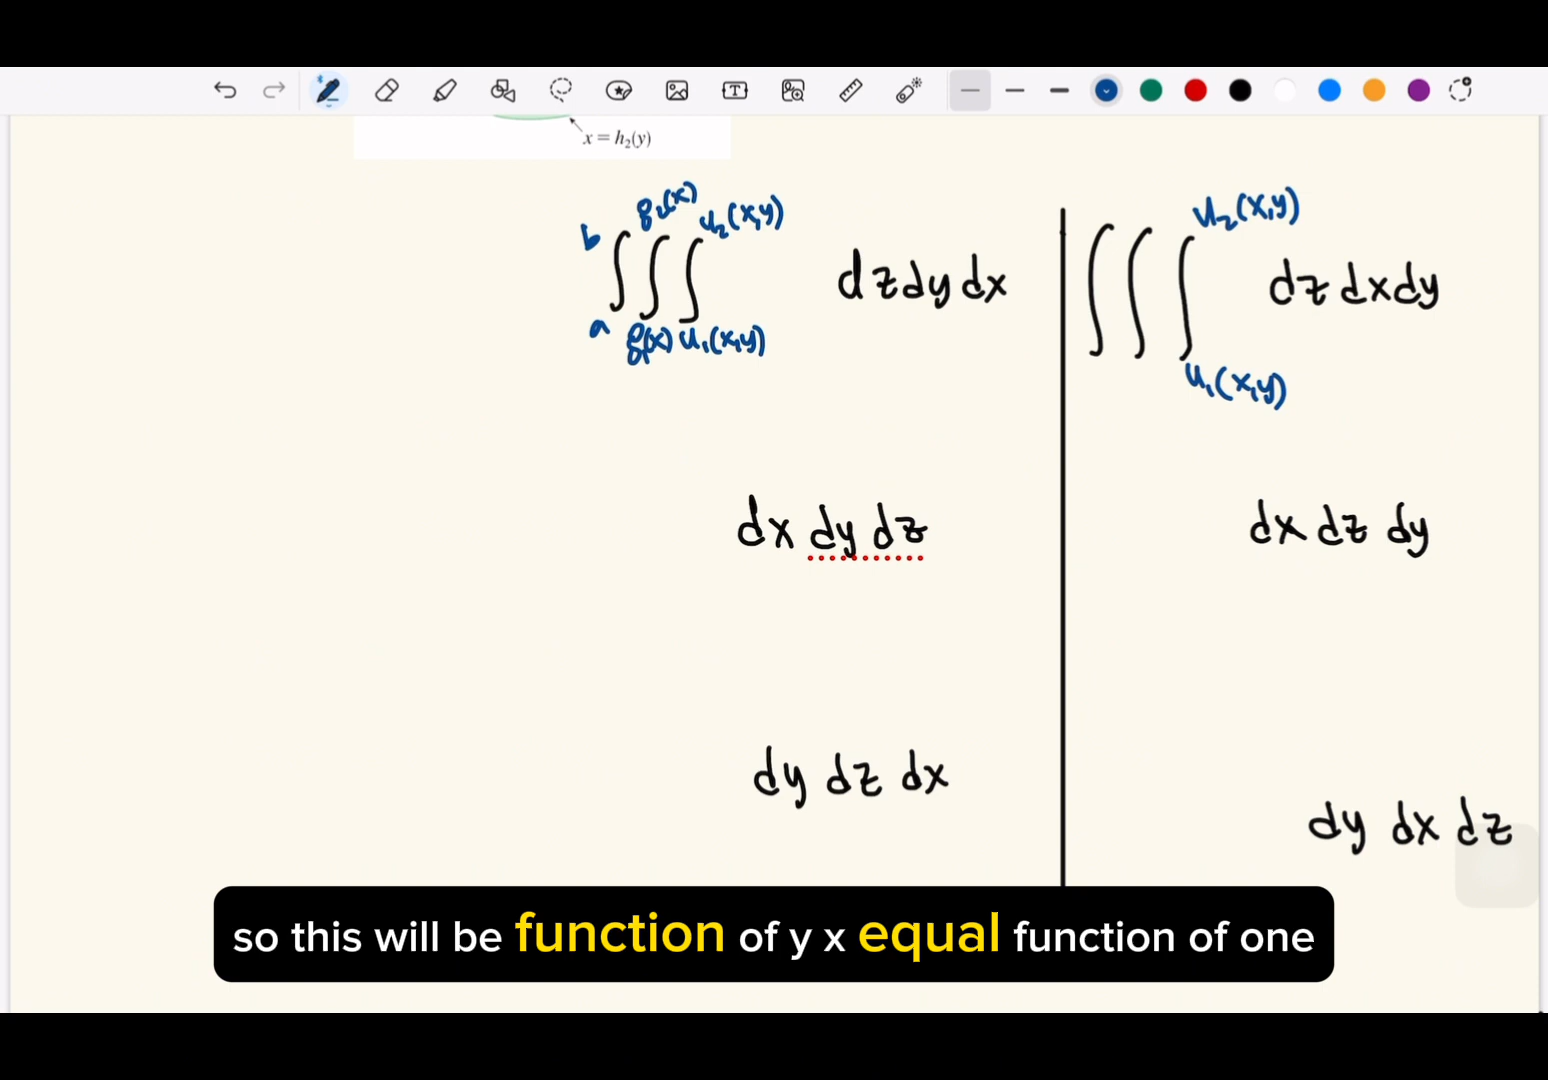 x = h₂(y)
b g₂(x) u₂(x,y)
∫∫∫ dz dy dx
a g₁(x) u₁(x,y)
u₂(x,y)
∫∫∫ dz dx dy
u₁(x,y)
dx dy dz
dx dz dy
dy dz dx
dy dx dz
so this will be function of y x equal function of one